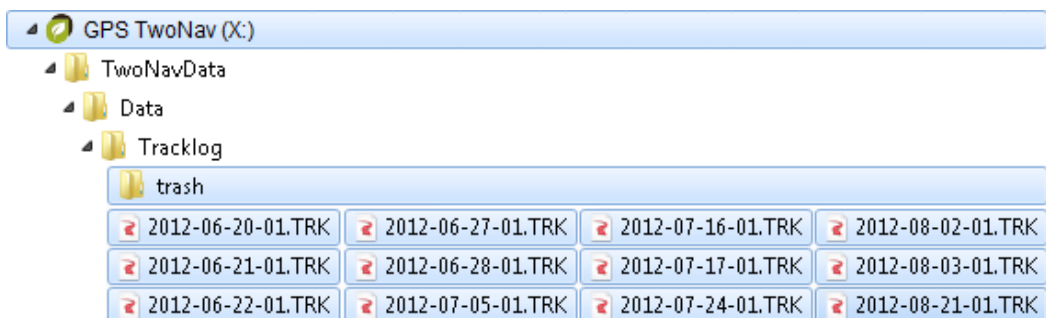 GPS TwoNav (X:)
TwoNavData
Data
Tracklog
trash
2012-06-20-01.TRK 2012-06-27-01.TRK 2012-07-16-01.TRK 2012-08-02-01.TRK
2012-06-21-01.TRK 2012-06-28-01.TRK 2012-07-17-01.TRK 2012-08-03-01.TRK
2012-06-22-01.TRK 2012-07-05-01.TRK 2012-07-24-01.TRK 2012-08-21-01.TRK